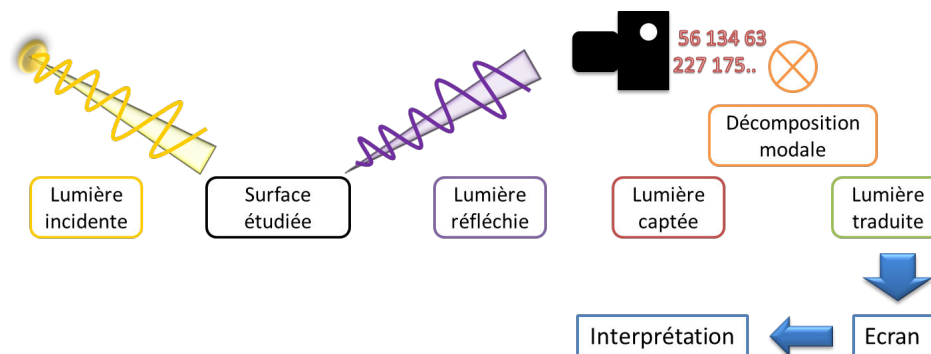 56 134 63
227 175..
Décomposition
modale
Lumière
incidente
Surface
étudiée
Lumière
réfléchie
Lumière
captée
Lumière
traduite
Interprétation
Ecran